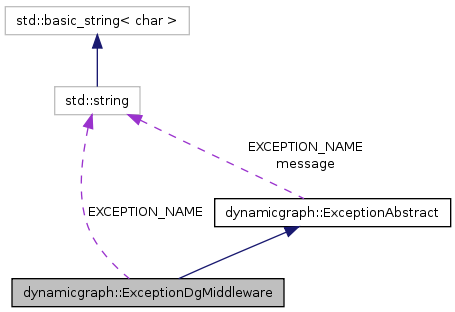 std::basic_string< char >
std::string
EXCEPTION_NAME
message
dynamicgraph::ExceptionAbstract
EXCEPTION_NAME
dynamicgraph::ExceptionDgMiddleware